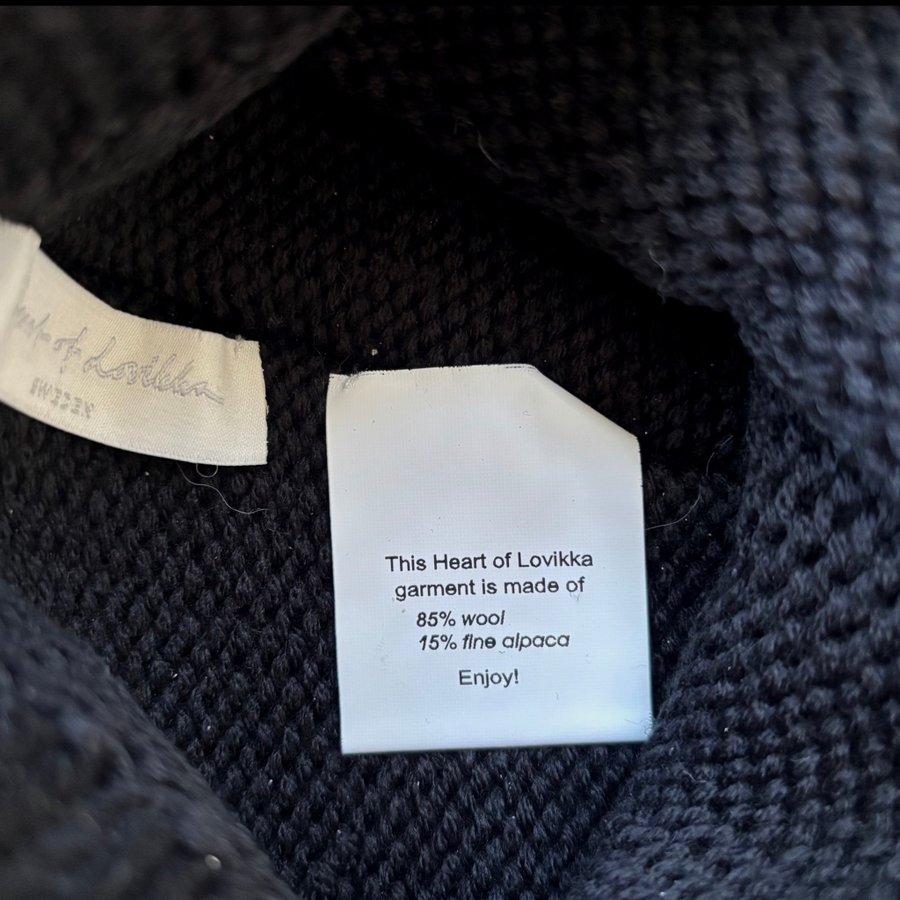 Heart of Lovikka
SWEDEN
This Heart of Lovikka
garment is made of
85% wool
15% fine alpaca
Enjoy!